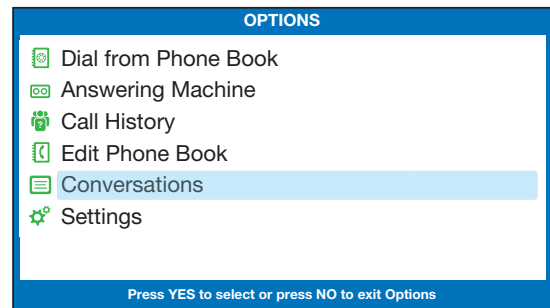 OPTIONS
Dial from Phone Book
Answering Machine
Call History
Edit Phone Book
Conversations
Settings
Press YES to select or press NO to exit Options